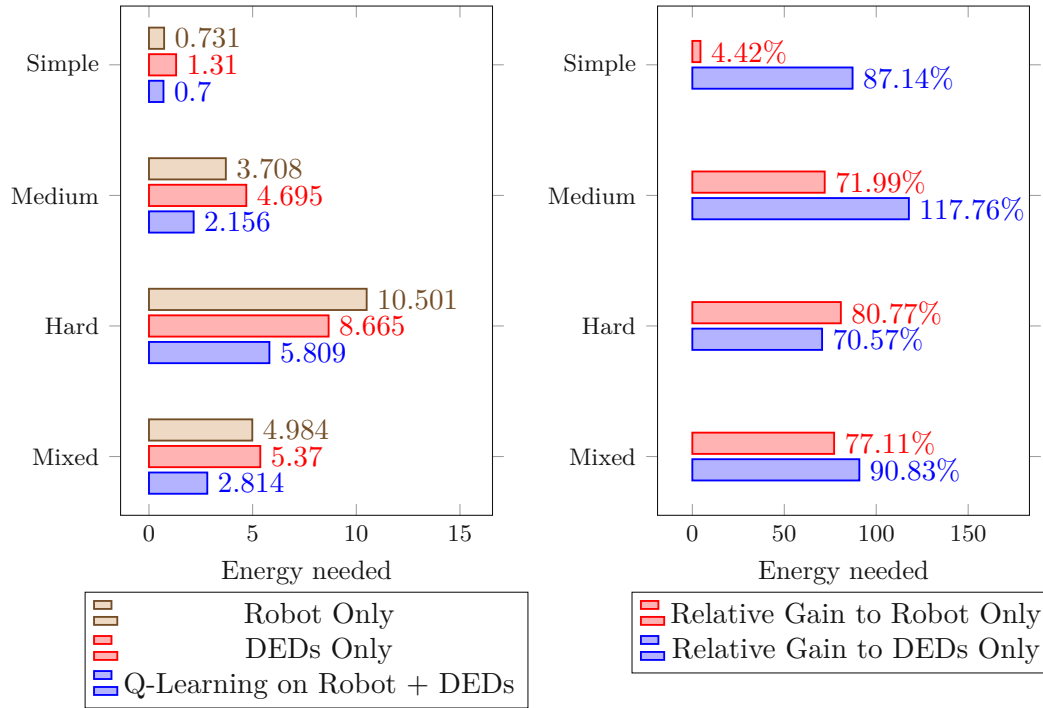 Simple
0.731
1.31
0.7
Medium
3.708
4.695
2.156
Hard
10.501
8.665
5.809
Mixed
4.984
5.37
2.814
0 5 10 15
Energy needed
Robot Only
DEDs Only
Q-Learning on Robot + DEDs
Simple
4.42%
87.14%
Medium
71.99%
117.76%
Hard
80.77%
70.57%
Mixed
77.11%
90.83%
0 50 100 150
Energy needed
Relative Gain to Robot Only
Relative Gain to DEDs Only